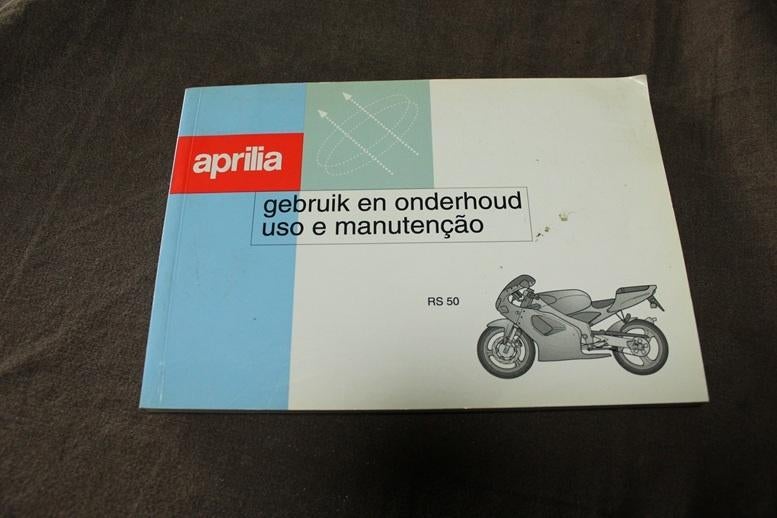 aprilia
gebruik en onderhoud
uso e manutenção
RS 50